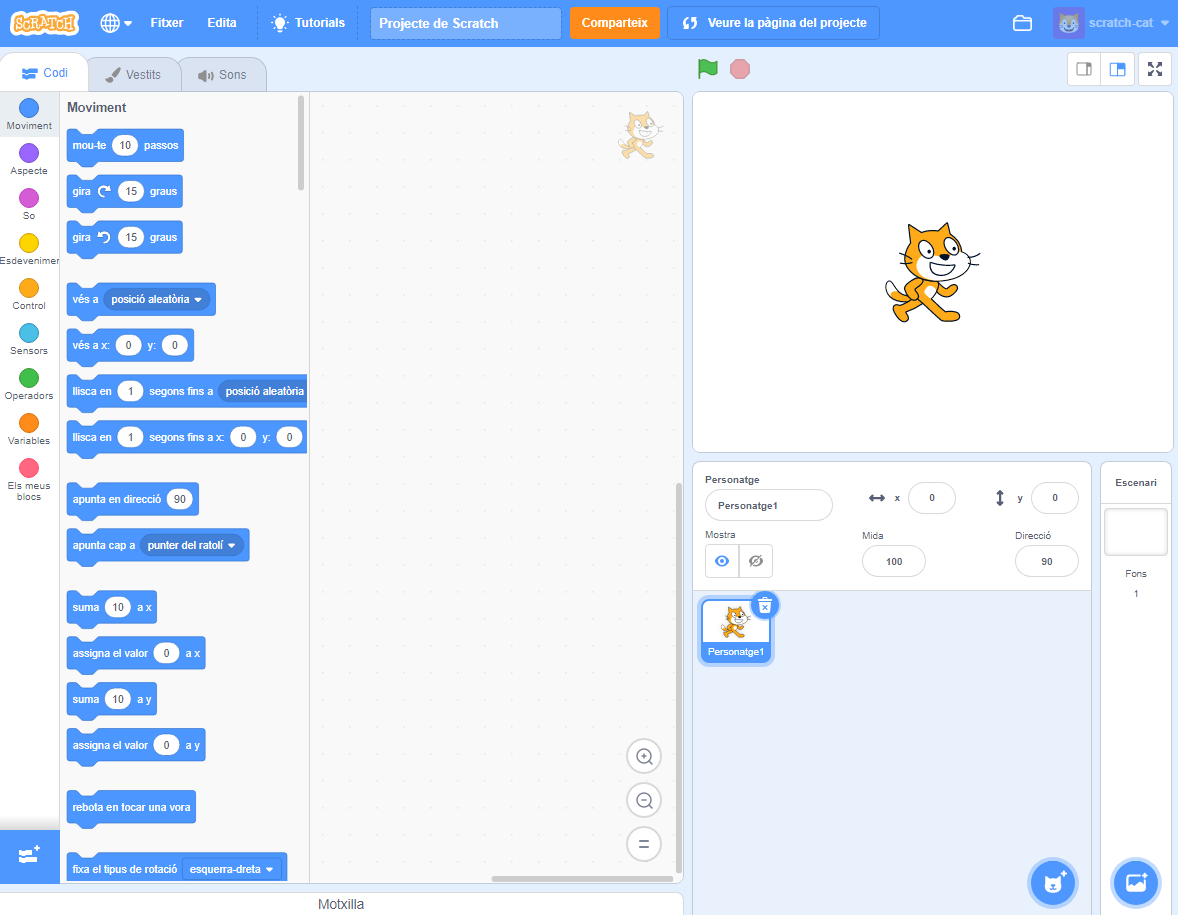 SCRATCH
Fitxer
Edita
Tutorials
Projecte de Scratch
Comparteix
Veure la pàgina del projecte
scratch-cat
Codi
Vestits
Sons
Moviment
Aspecte
So
Esdevenimen
Control
Sensors
Operadors
Variables
Els meus
blocs
Moviment
mou-te 10 passos
gira 15 graus
gira 15 graus
vés a posició aleatòria
vés a x: 0 y: 0
llisca en 1 segons fins a posició aleatòria
llisca en 1 segons fins a x: 0 y: 0
apunta en direcció 90
apunta cap a punter del ratolí
suma 10 a x
assigna el valor 0 a x
suma 10 a y
assigna el valor 0 a y
rebota en tocar una vora
fixa el tipus de rotació esquerra-dreta
Motxilla
Personatge
Personatge1
x 0
y 0
Mostra
Mida
100
Direcció
90
Personatge1
Escenari
Fons
1